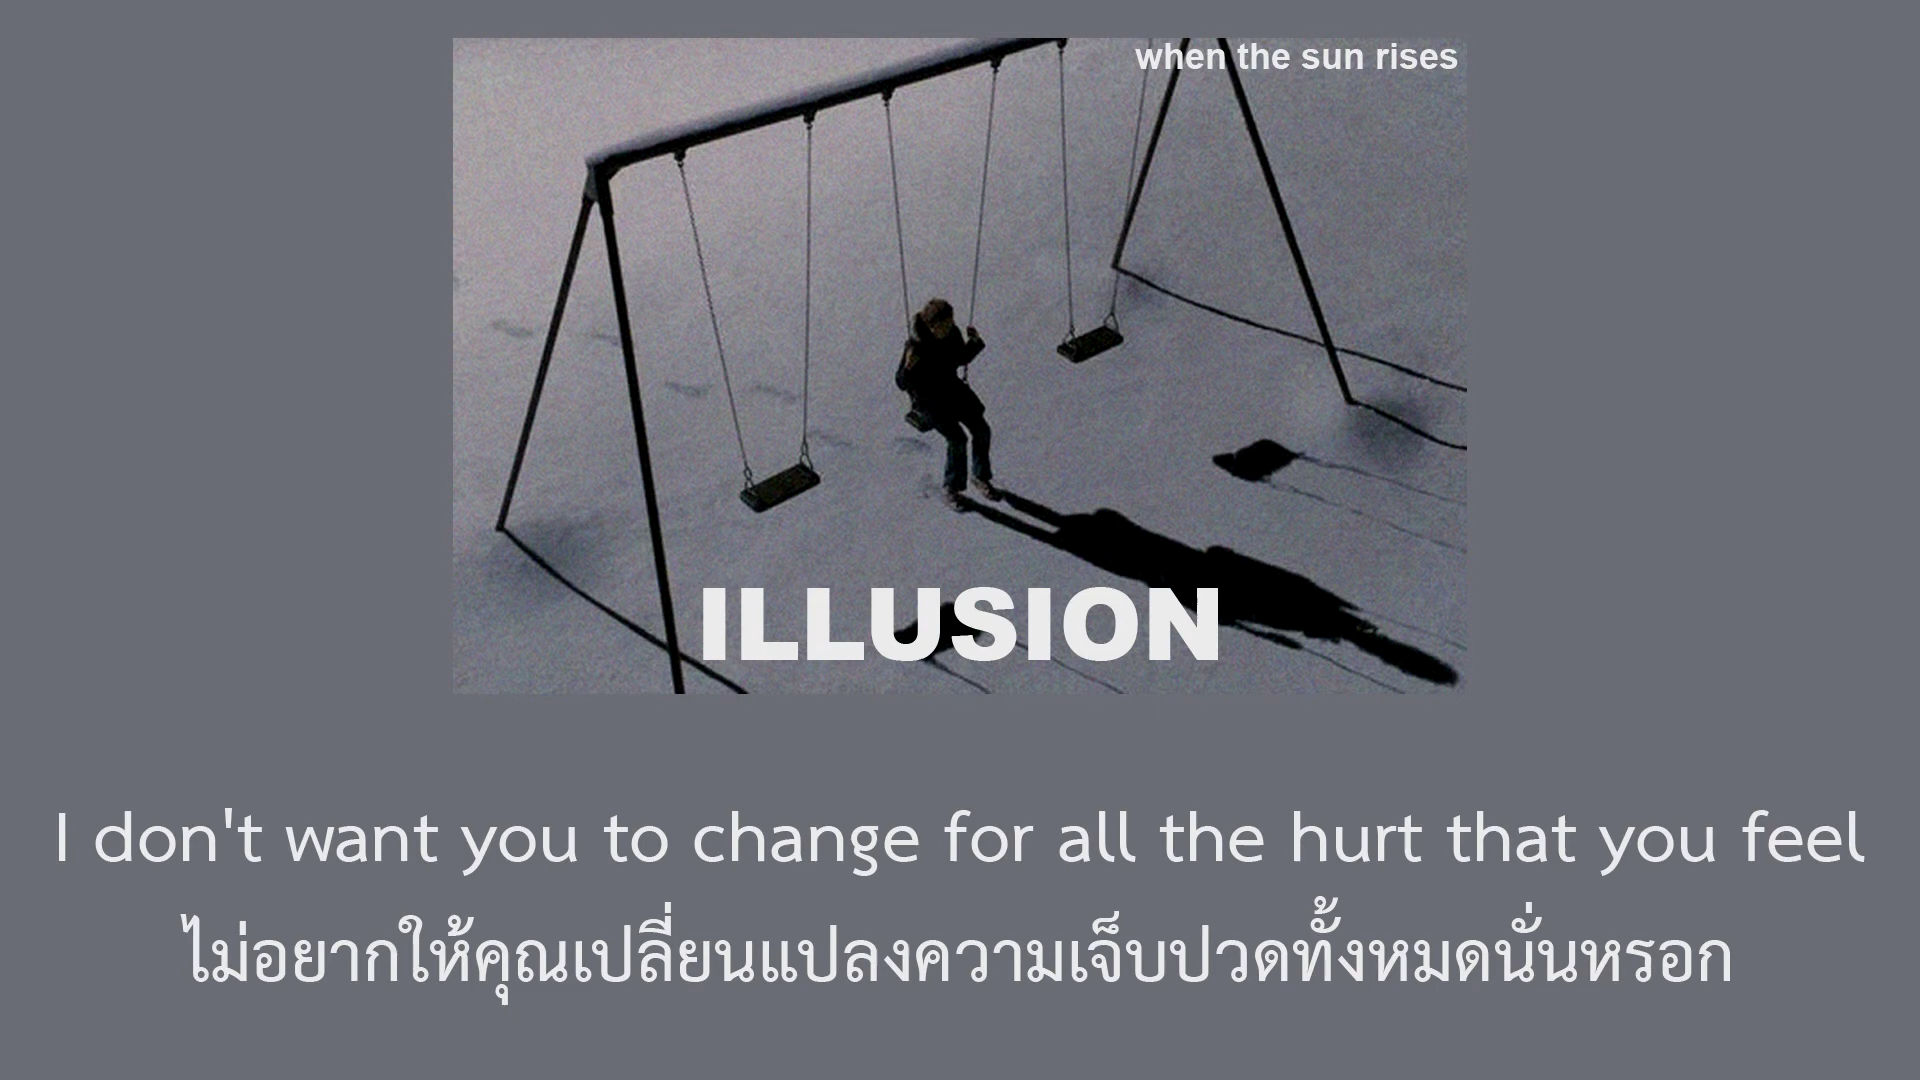 when the sun rises
ILLUSION
I don't want you to change for all the hurt that you feel
ไม่อยากให้คุณเปลี่ยนแปลงความเจ็บปวดทั้งหมดนั่นหรอก